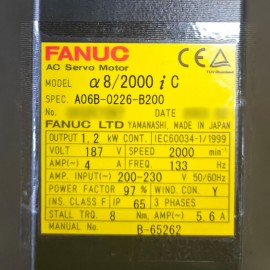 FANUC
AC Servo Motor
MODEL α8/2000 i C
SPEC. A06B-0226-B200
No. DATE
FANUC LTD YAMANASHI, MADE IN JAPAN
OUTPUT 1.2 kW CONT. IEC60034-1/1999
VOLT 187 V SPEED 2000 min⁻¹
AMP(~) 4 A FREQ. 133 Hz
AMP. INPUT(~) 200-230 V 50/60Hz
POWER FACTOR 97 % WIND.CON. Y
INS. CLASS F IP 65 3 PHASES
STALL TRQ. 8 Nm, AMP(~) 5.6 A
MANUAL No. B-65262